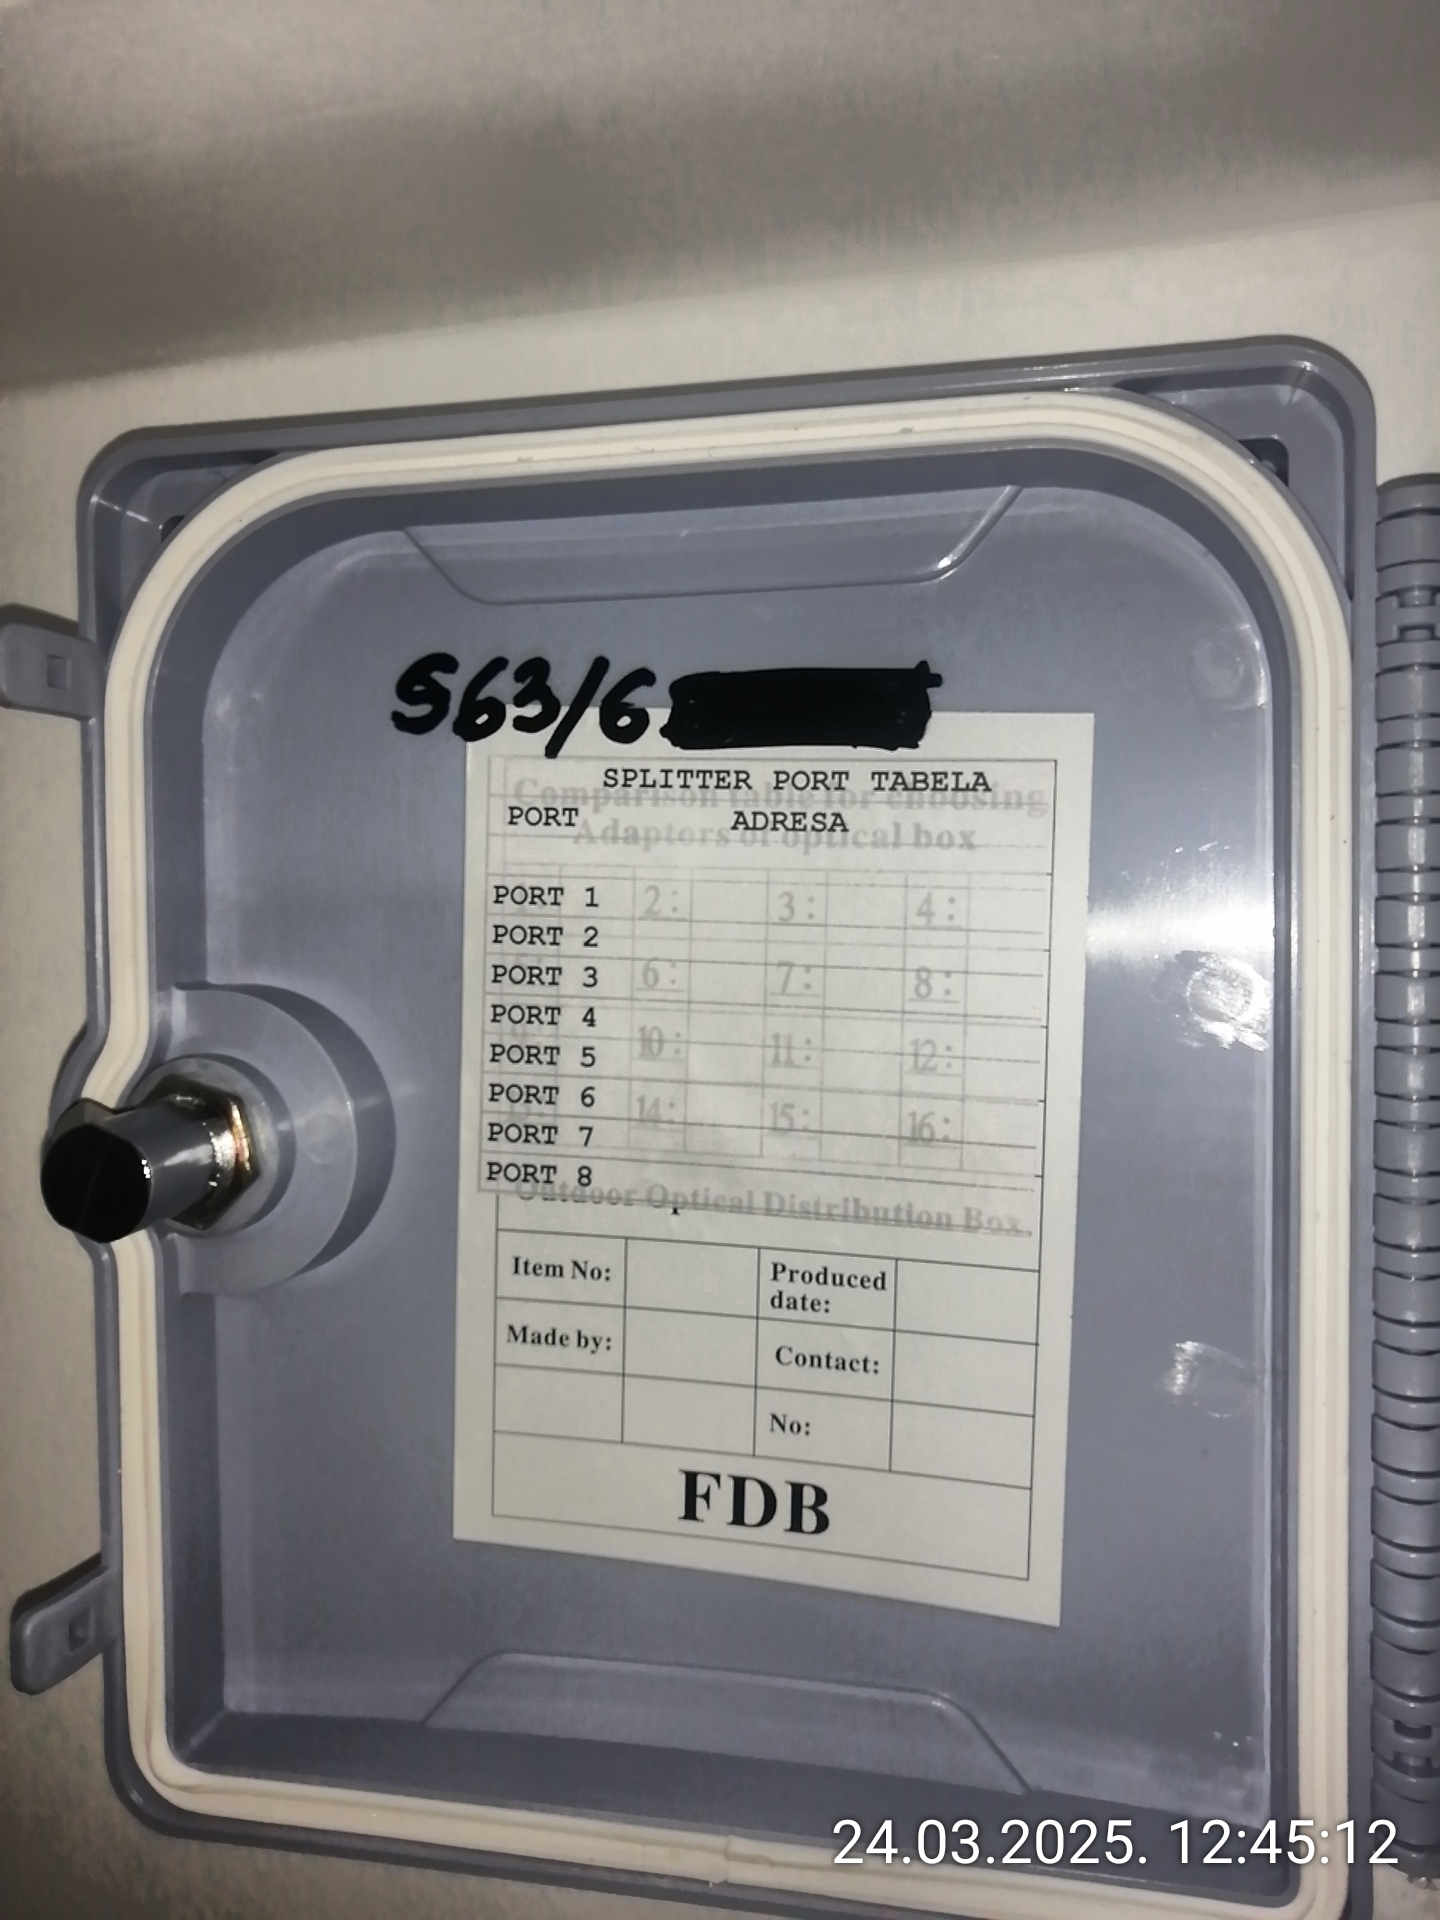 S63/6
SPLITTER PORT TABELA
Comparison table for choosing
PORT ADRESA
Adaptors of optical box
PORT 1 2: 3: 4:
PORT 2
PORT 3 6: 7: 8:
PORT 4
PORT 5 10: 11: 12:
PORT 6
PORT 7 14: 15: 16:
PORT 8
Outdoor Optical Distribution Box
Item No: Produced date:
Made by: Contact:
No:
FDB
24.03.2025. 12:45:12